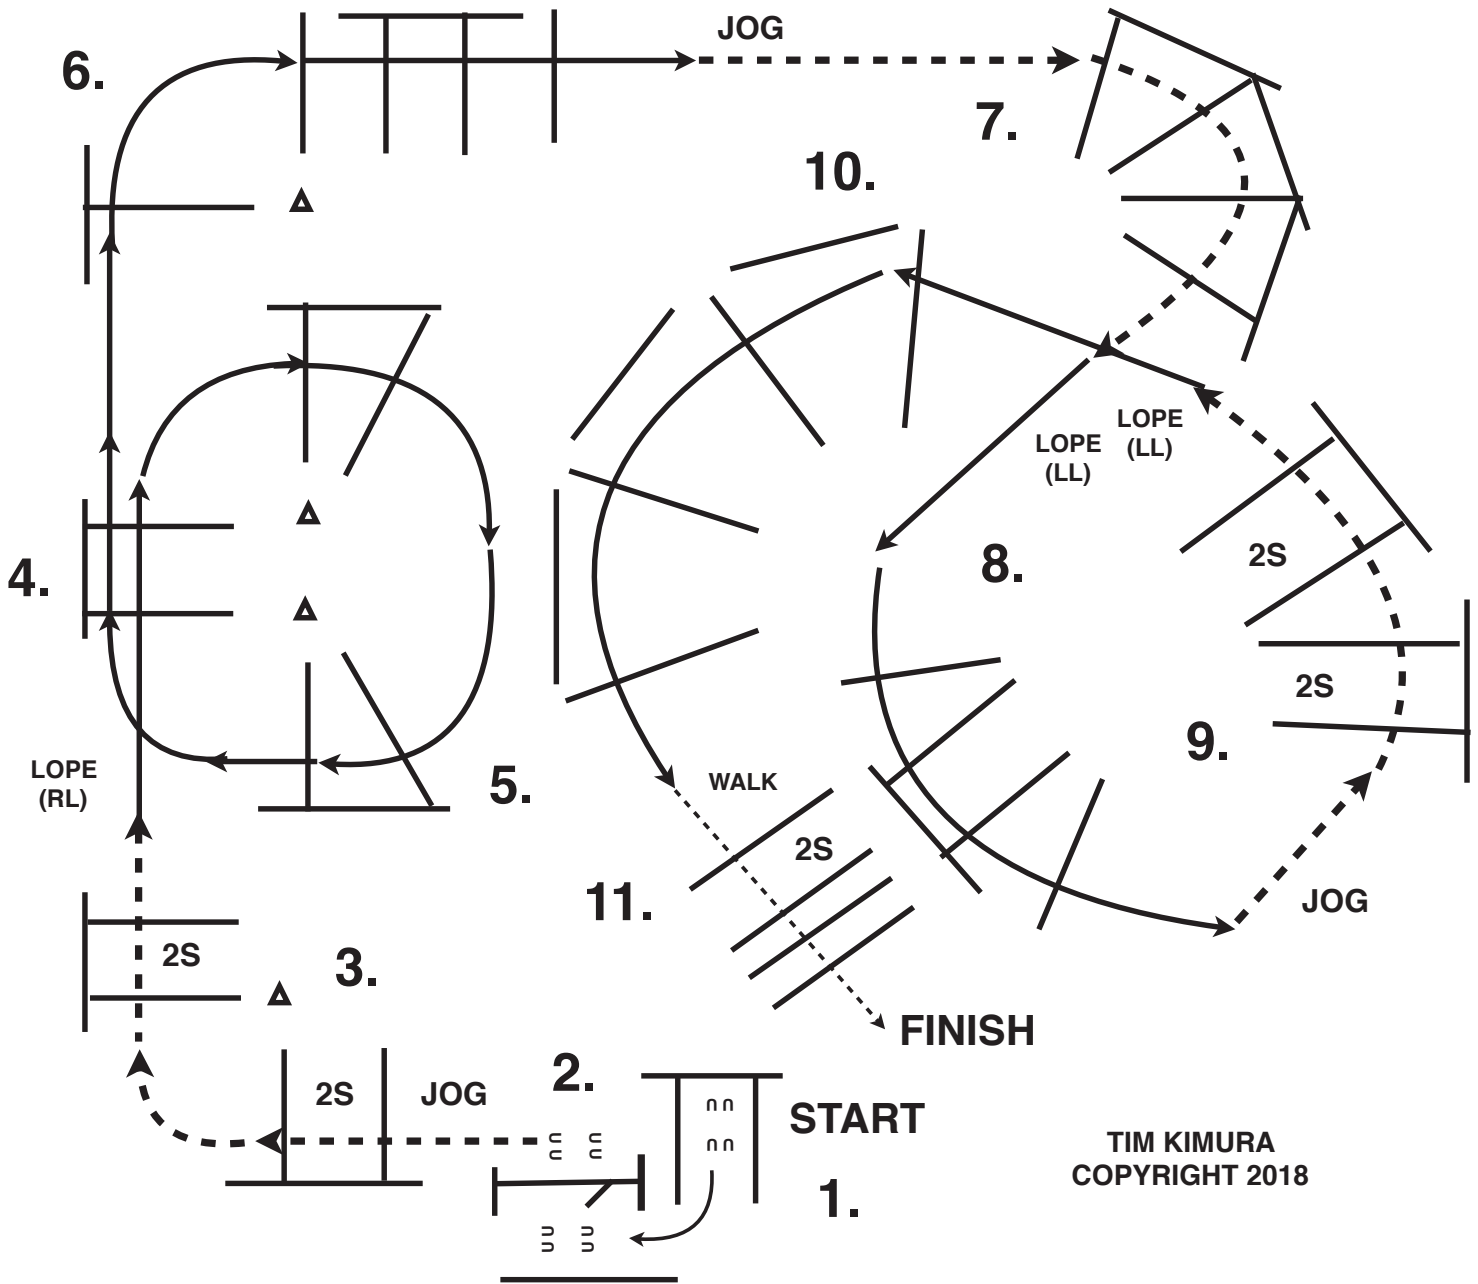 JOG
6.
7.
10.
LOPE
(LL)
LOPE
(LL)
2S
8.
4.
2S
9.
LOPE
(RL)
5.
WALK
2S
11.
JOG
2S
3.
FINISH
2.
2S
JOG
START
1.
TIM KIMURA
COPYRIGHT 2018